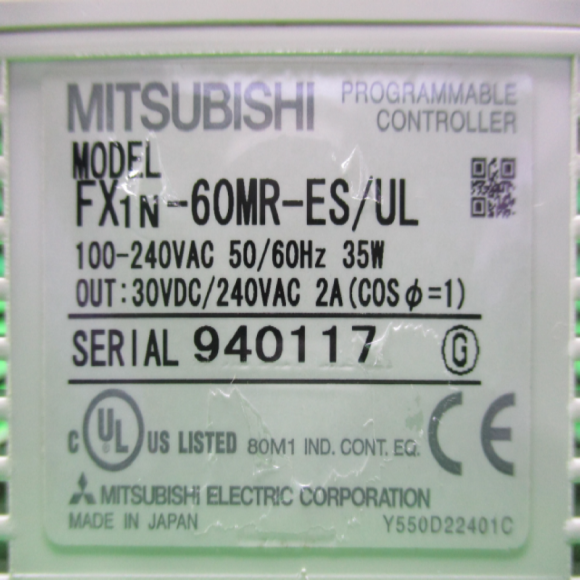 MITSUBISHI PROGRAMMABLE CONTROLLER
MODEL
FX1N-60MR-ES/UL
100-240VAC 50/60Hz 35W
OUT:30VDC/240VAC 2A(COSφ=1)
SERIAL 940117 G
C UL US LISTED 80M1 IND. CONT. EQ. CE
MITSUBISHI ELECTRIC CORPORATION
MADE IN JAPAN Y550D22401C